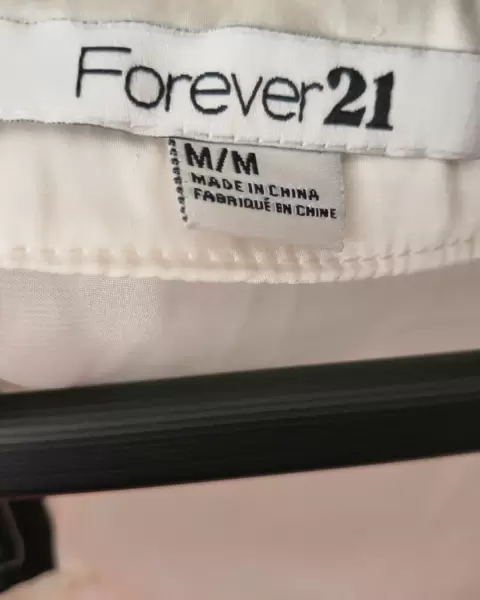 Forever21
M/M
MADE IN CHINA
FABRIQUÉ EN CHINE